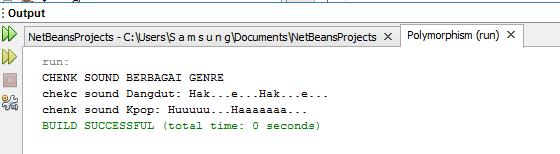 Output
NetBeansProjects - C:\Users\S a m s u n g\Documents\NetBeansProjects
Polymorphism (run)
run:
CHENK SOUND BERBAGAI GENRE
chekc sound Dangdut: Hak...e...Hak...e...
chenk sound Kpop: Huuuuu...Haaaaaaa...
BUILD SUCCESSFUL (total time: 0 seconds)